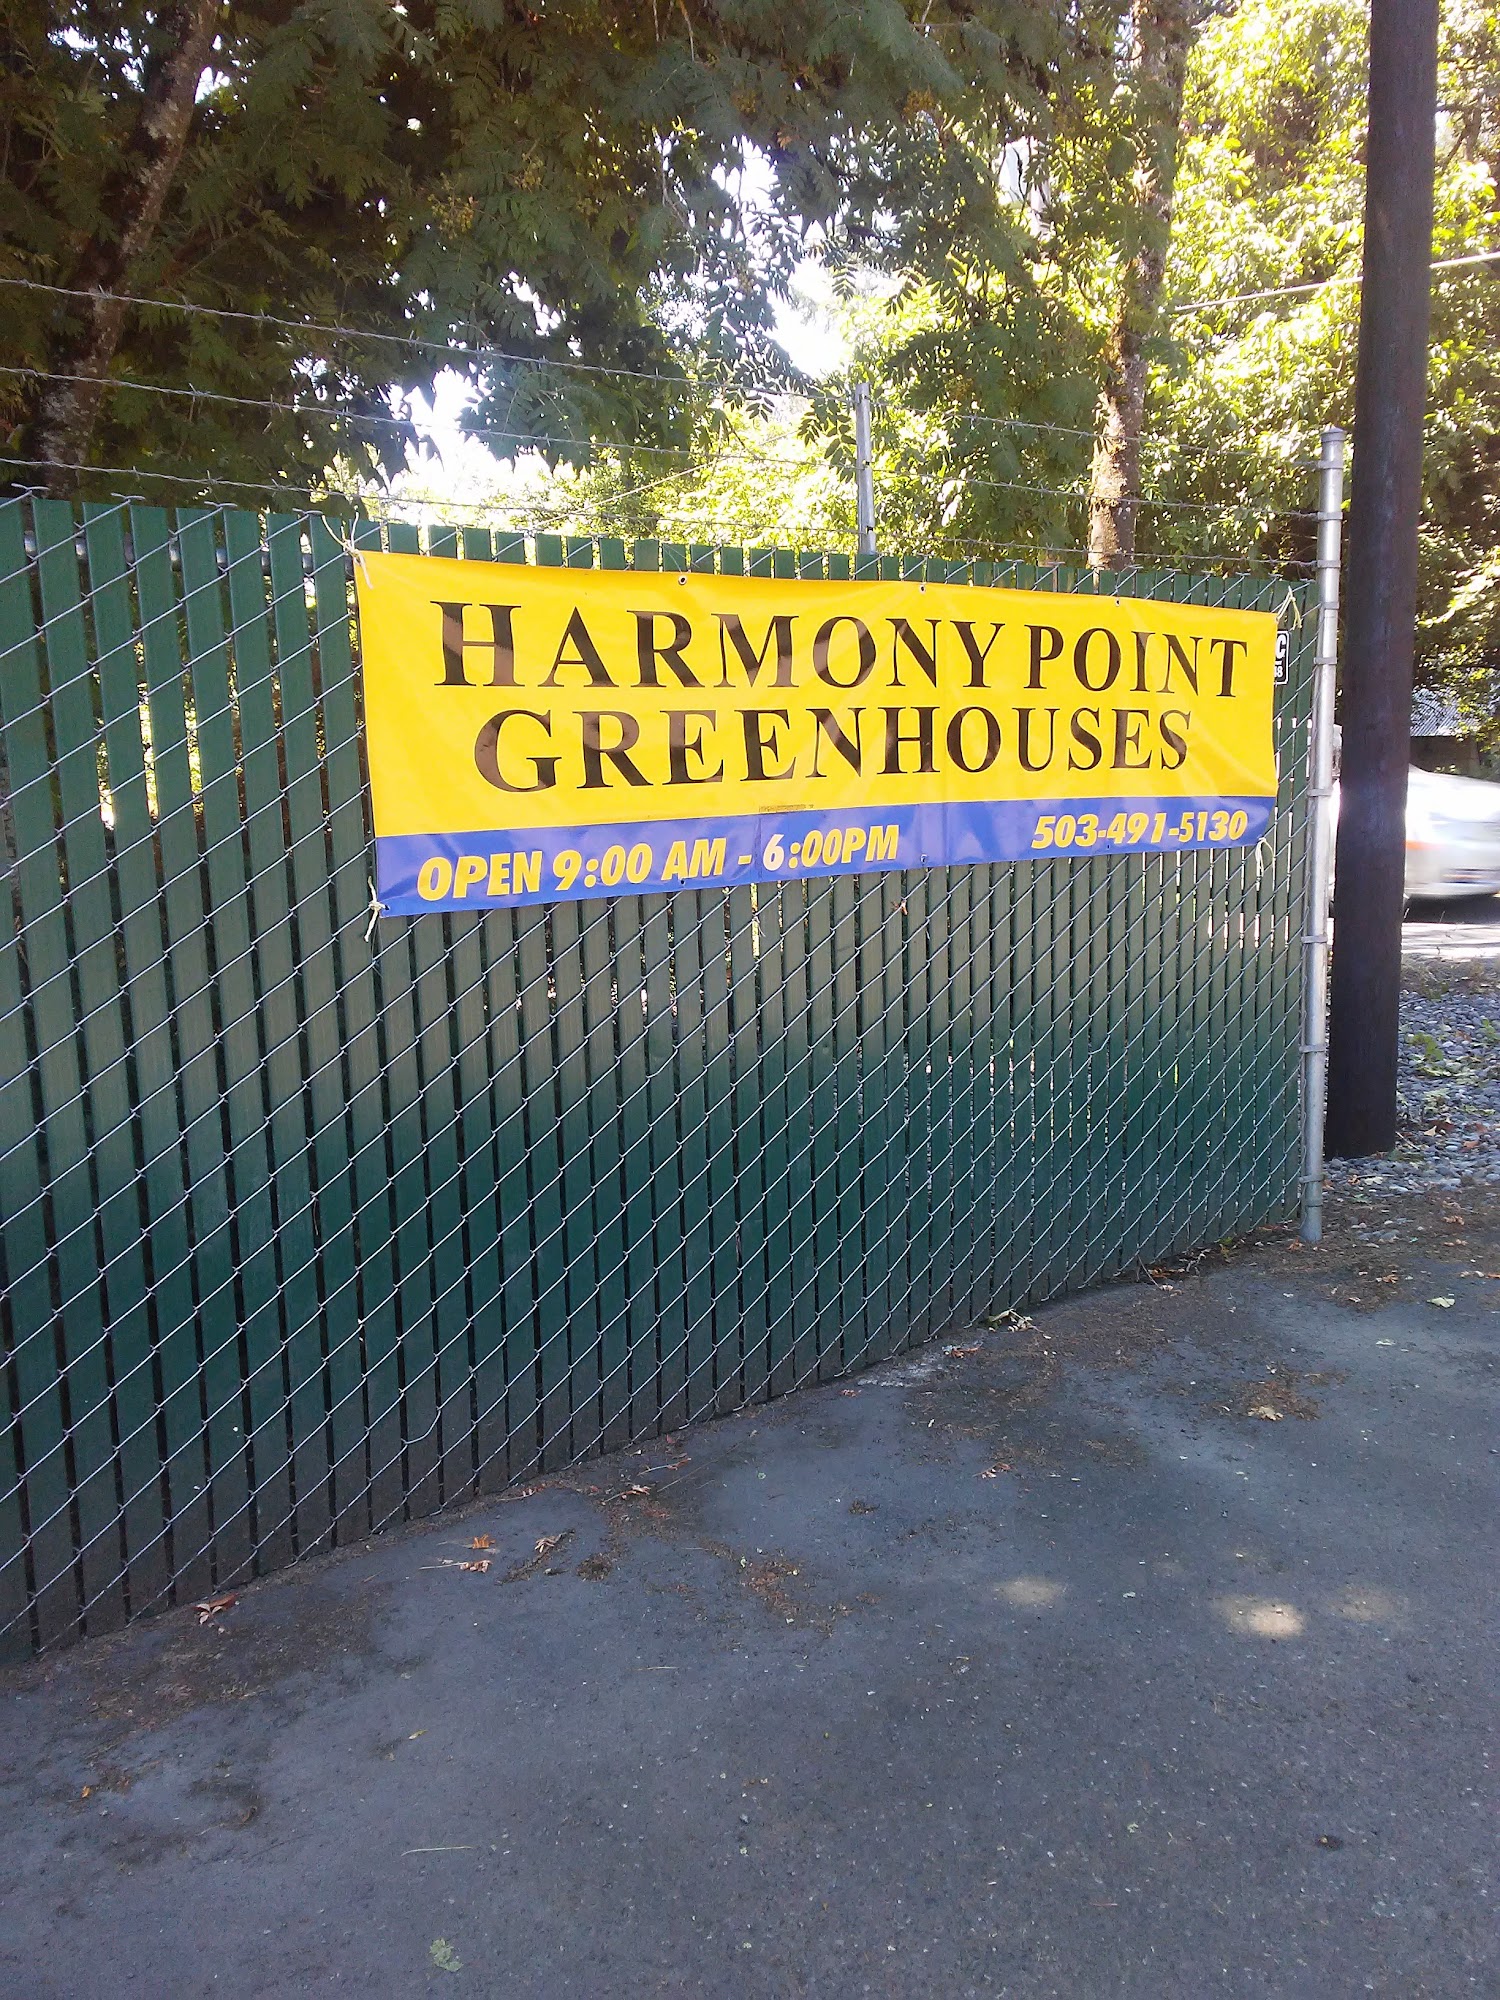 HARMONY POINT
GREENHOUSES
OPEN 9:00 AM - 6:00PM 503-491-5130